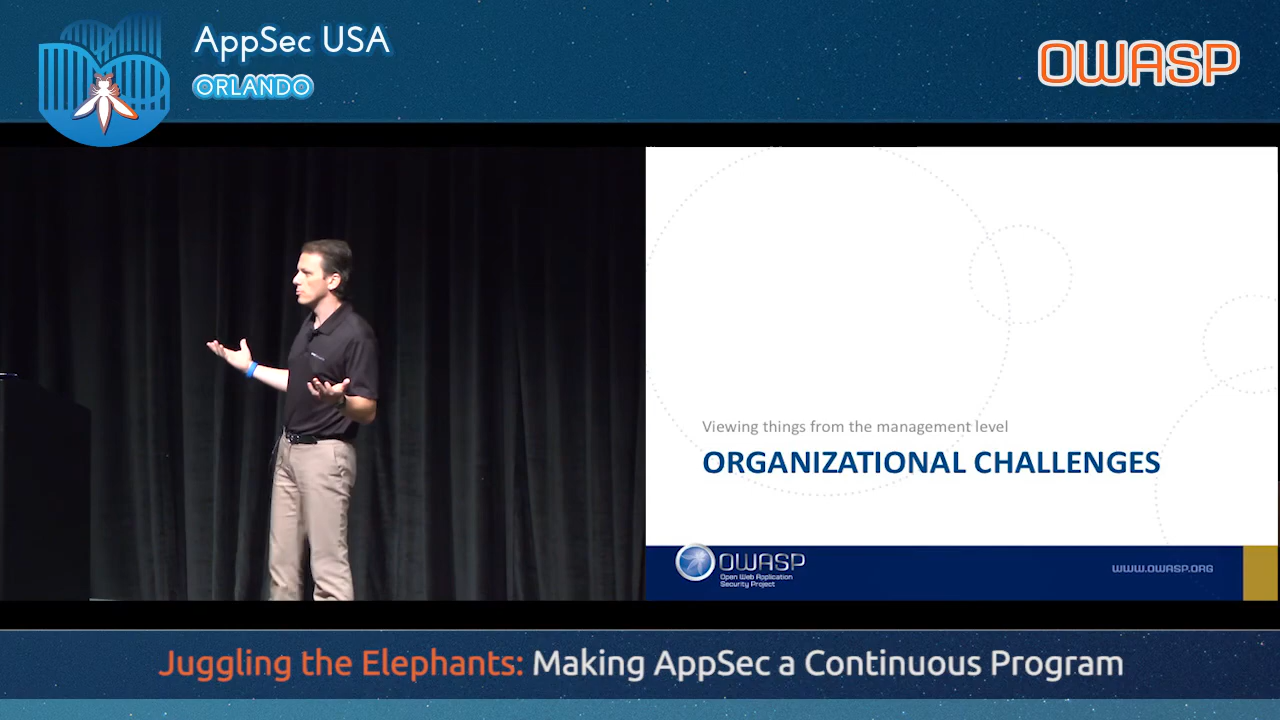 AppSec USA
ORLANDO
OWASP
Viewing things from the management level
ORGANIZATIONAL CHALLENGES
OWASP
Open Web Application
Security Project
WWW.OWASP.ORG
Juggling the Elephants: Making AppSec a Continuous Program